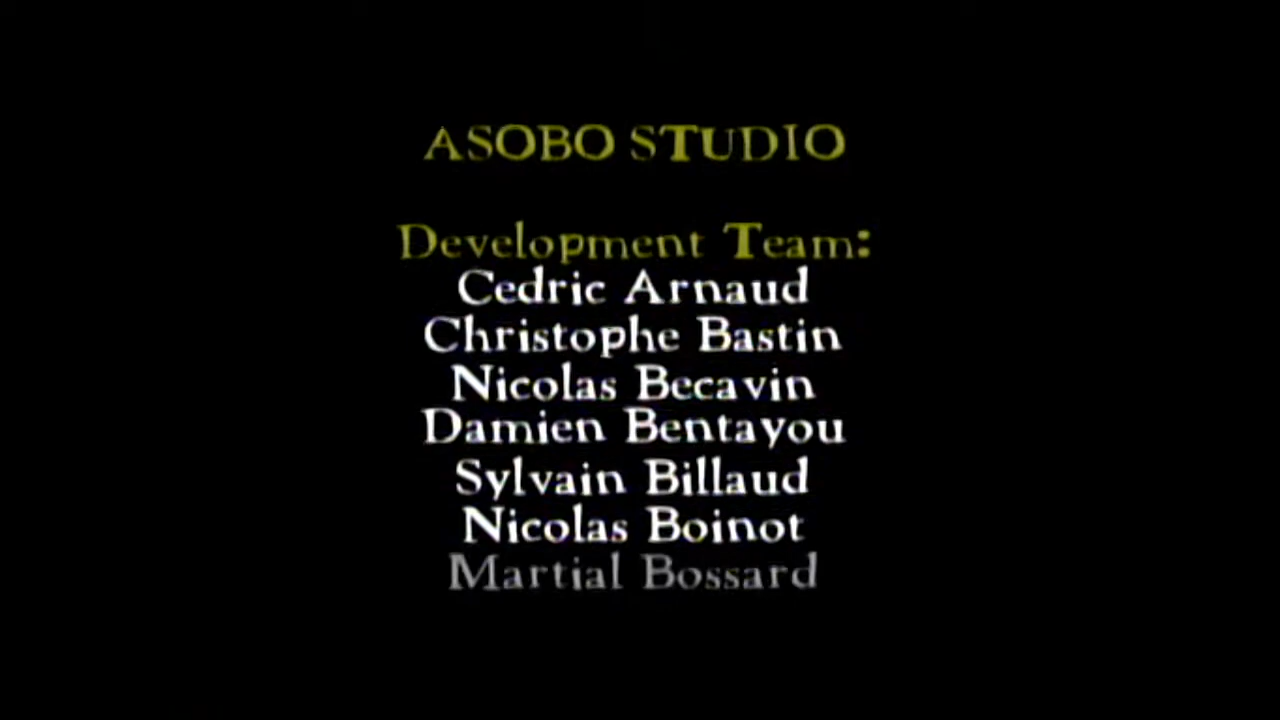 ASOBO STUDIO
Development Team:
Cedric Arnaud
Christophe Bastin
Nicolas Becavin
Damien Bentayou
Sylvain Billaud
Nicolas Boinot
Martial Bossard